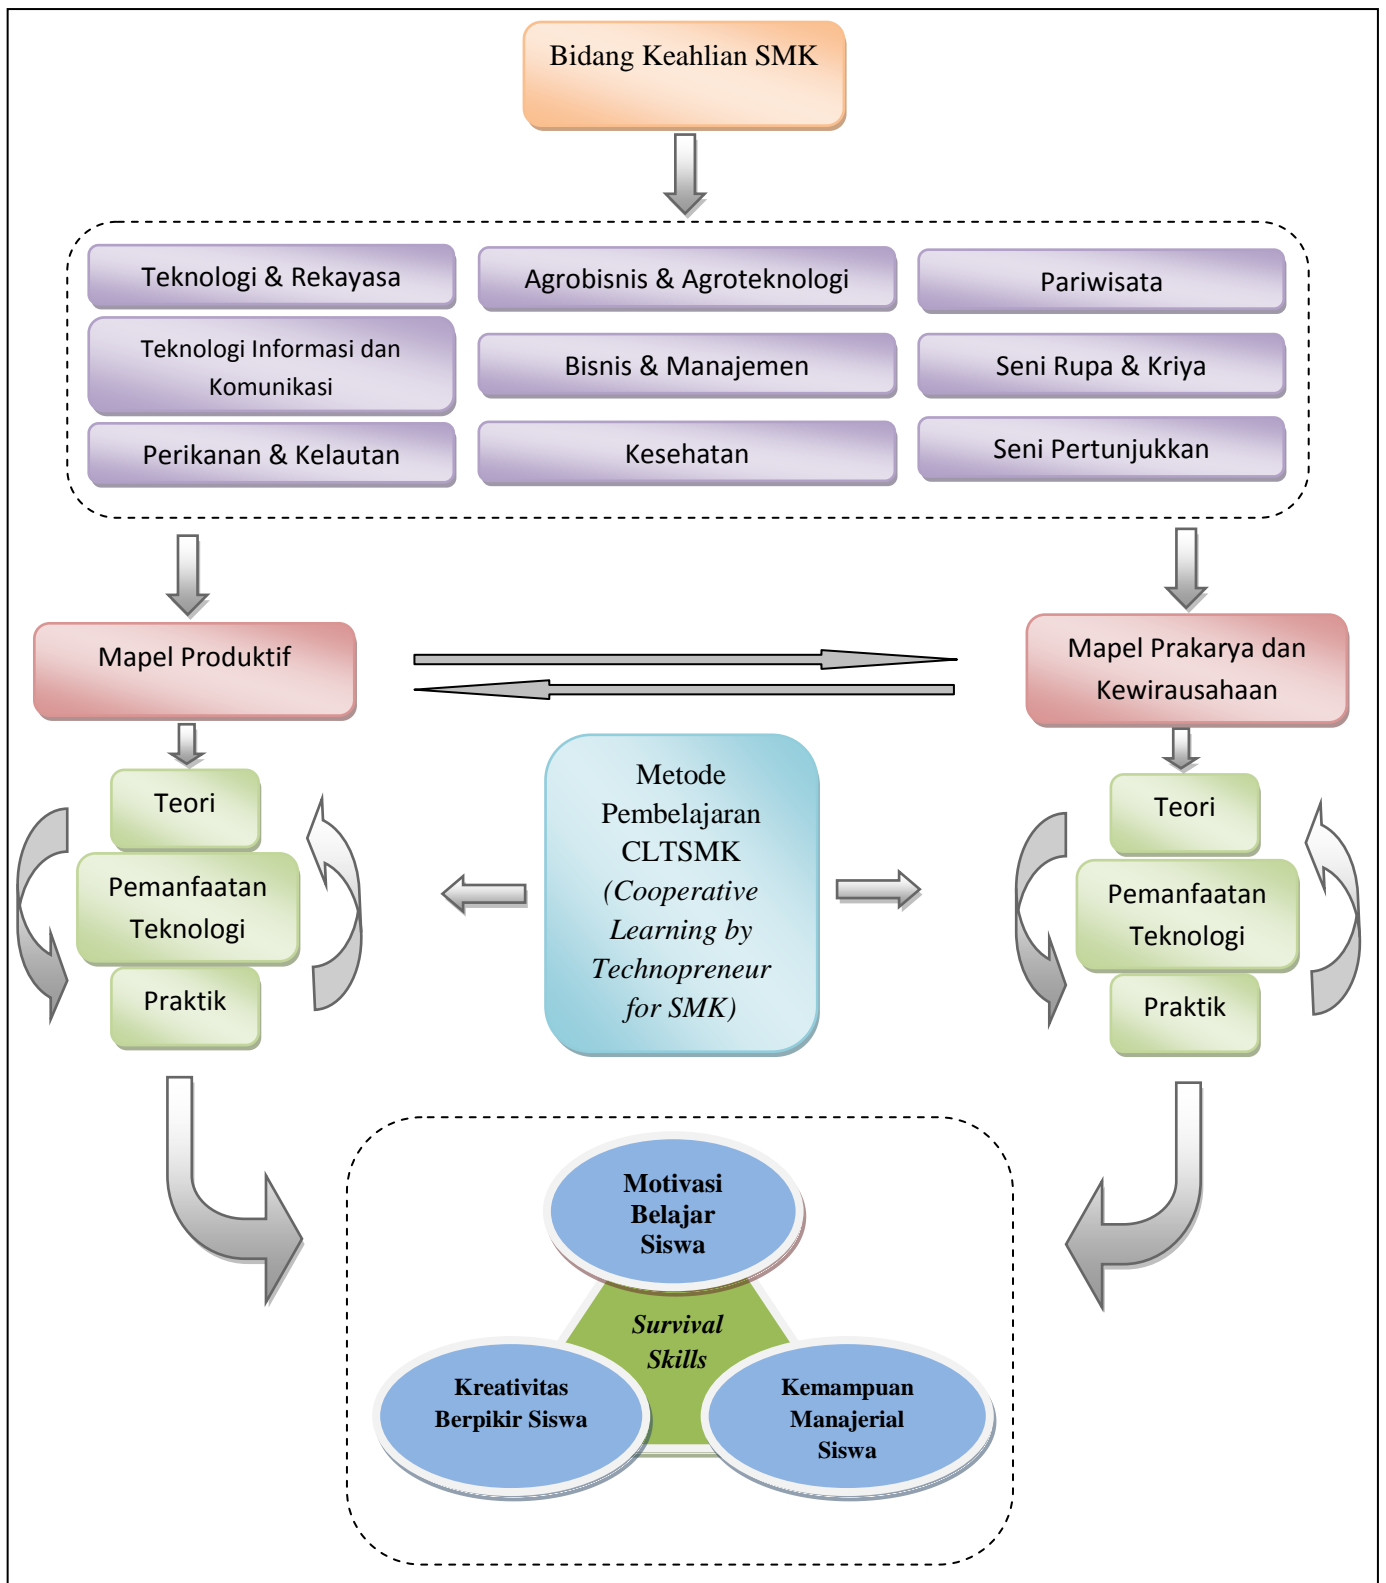 Bidang Keahlian SMK
Teknologi & Rekayasa
Agrobisnis & Agroteknologi
Pariwisata
Teknologi Informasi dan
Komunikasi
Bisnis & Manajemen
Seni Rupa & Kriya
Perikanan & Kelautan
Kesehatan
Seni Pertunjukkan
Mapel Produktif
Mapel Prakarya dan
Kewirausahaan
Teori
Pemanfaatan
Teknologi
Praktik
Metode
Pembelajaran
CLTSMK
(Cooperative
Learning by
Technopreneur
for SMK)
Teori
Pemanfaatan
Teknologi
Praktik
Motivasi
Belajar
Siswa
Survival
Skills
Kreativitas
Berpikir Siswa
Kemampuan
Manajerial
Siswa